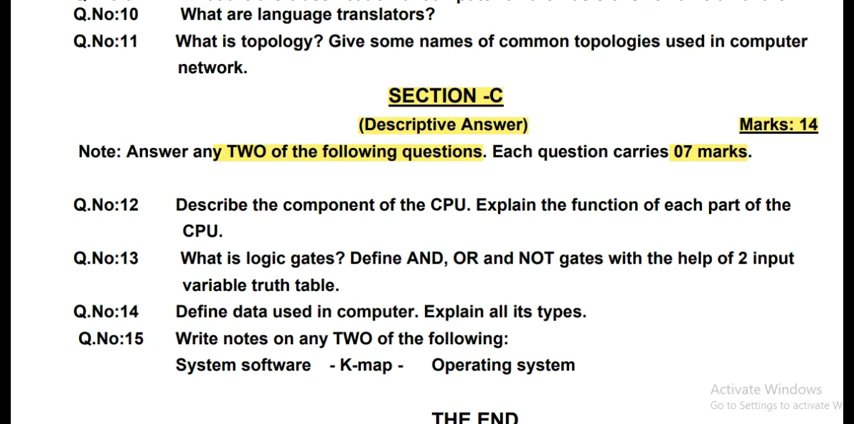 Q.No:10 What are language translators?
Q.No:11 What is topology? Give some names of common topologies used in computer
network.
SECTION -C
(Descriptive Answer) Marks: 14
Note: Answer any TWO of the following questions. Each question carries 07 marks.
Q.No:12 Describe the component of the CPU. Explain the function of each part of the
CPU.
Q.No:13 What is logic gates? Define AND, OR and NOT gates with the help of 2 input
variable truth table.
Q.No:14 Define data used in computer. Explain all its types.
Q.No:15 Write notes on any TWO of the following:
System software - K-map - Operating system
Activate Windows
Go to Settings to activate W
THE END